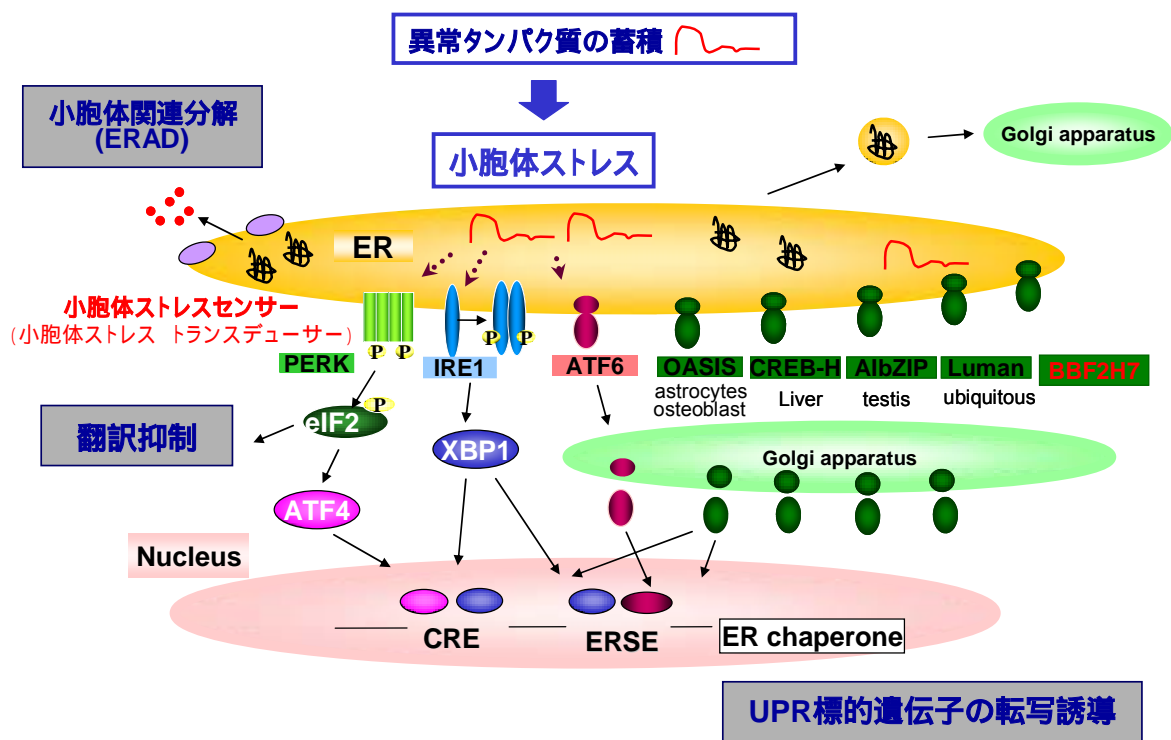 異常タンパク質の蓄積
小胞体関連分解
(ERAD)
小胞体ストレス
Golgi apparatus
ER
小胞体ストレスセンサー
(小胞体ストレス トランスデューサー)
P P
P P
PERK
IRE1
ATF6
OASIS
CREB-H
AlbZIP
Luman
BBF2H7
astrocytes
osteoblast
Liver
testis
ubiquitous
P
eIF2
翻訳抑制
XBP1
Golgi apparatus
ATF4
Nucleus
CRE
ERSE
ER chaperone
UPR標的遺伝子の転写誘導